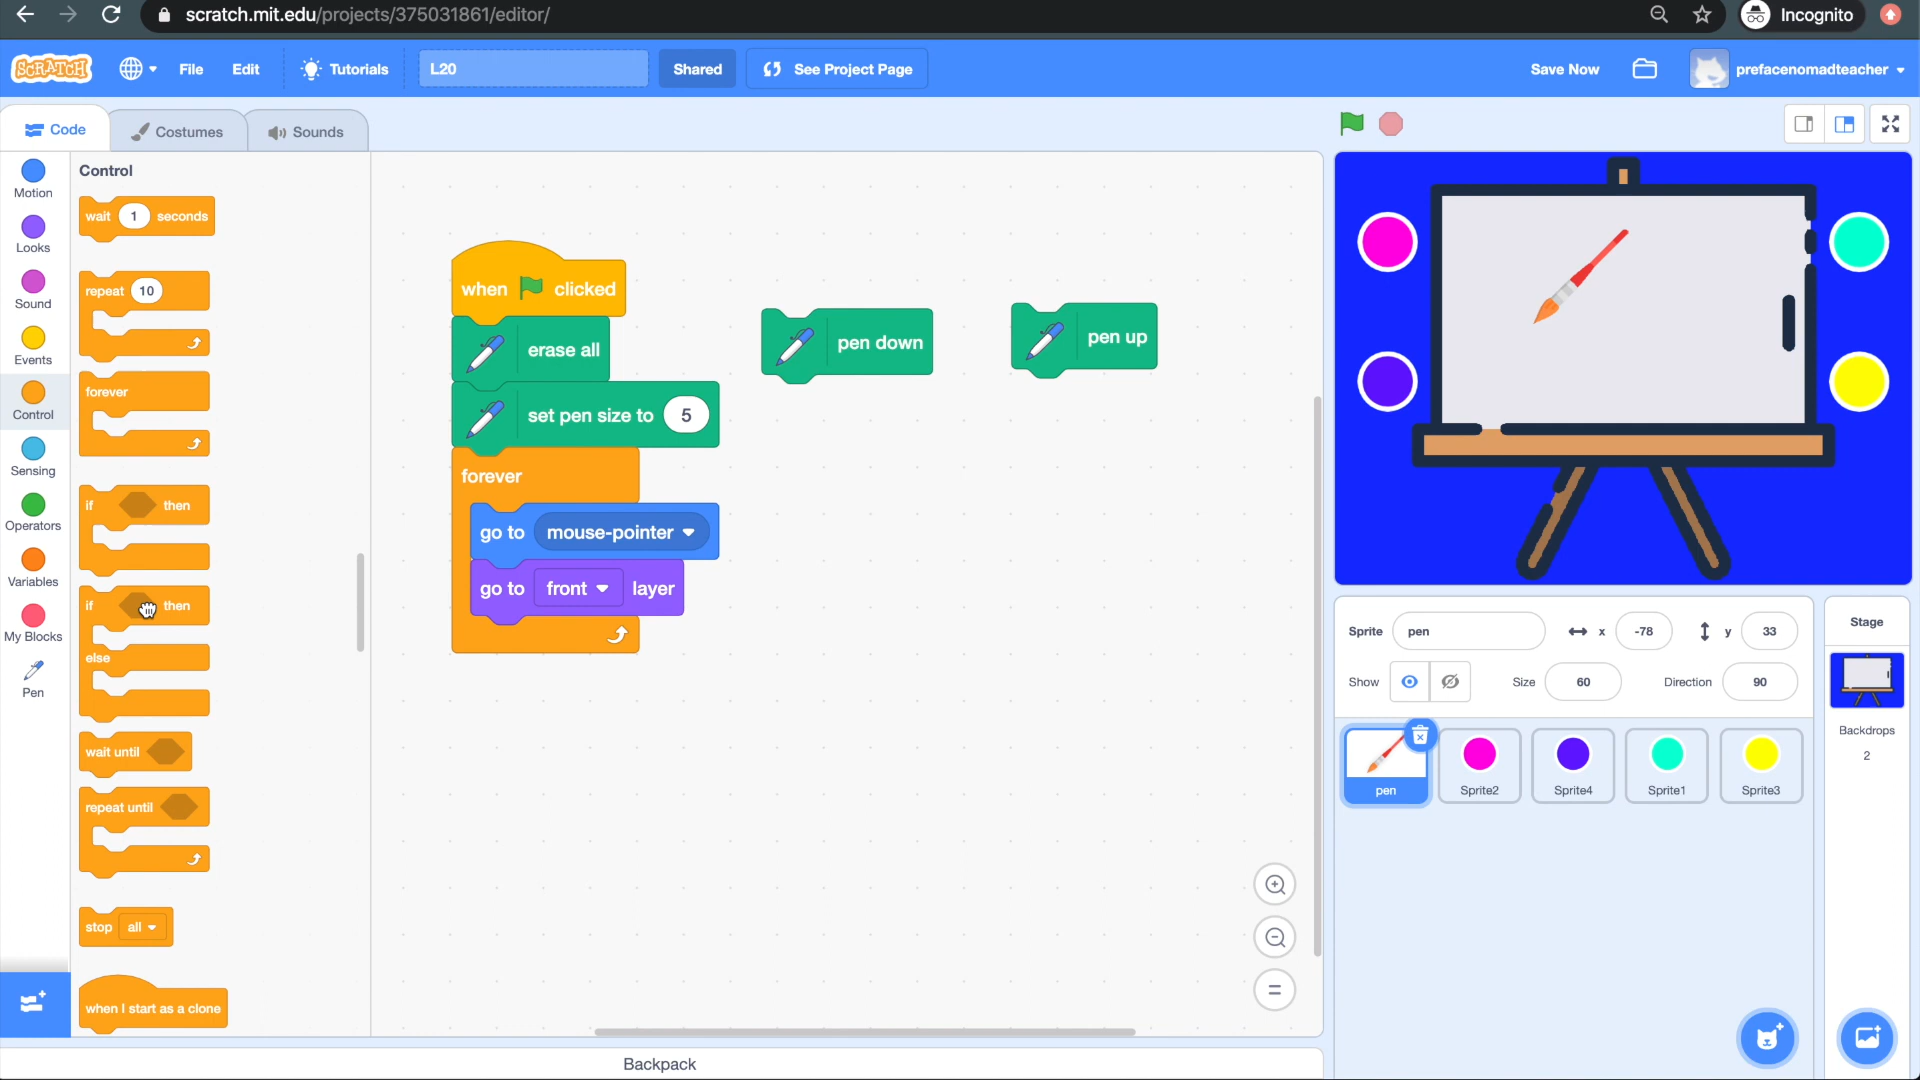 scratch.mit.edu/projects/375031861/editor/
Incognito
SCRATCH
File
Edit
Tutorials
L20
Shared
See Project Page
Save Now
prefacenomadteacher
Code
Costumes
Sounds
Motion
Looks
Sound
Events
Control
Sensing
Operators
Variables
My Blocks
Pen
Control
wait 1 seconds
repeat 10
forever
if then
if then
else
wait until
repeat until
stop all
when I start as a clone
when clicked
erase all
set pen size to 5
forever
go to mouse-pointer
go to front layer
pen down
pen up
Sprite pen x -78 y 33
Show Size 60 Direction 90
pen
Sprite2
Sprite4
Sprite1
Sprite3
Stage
Backdrops
2
Backpack